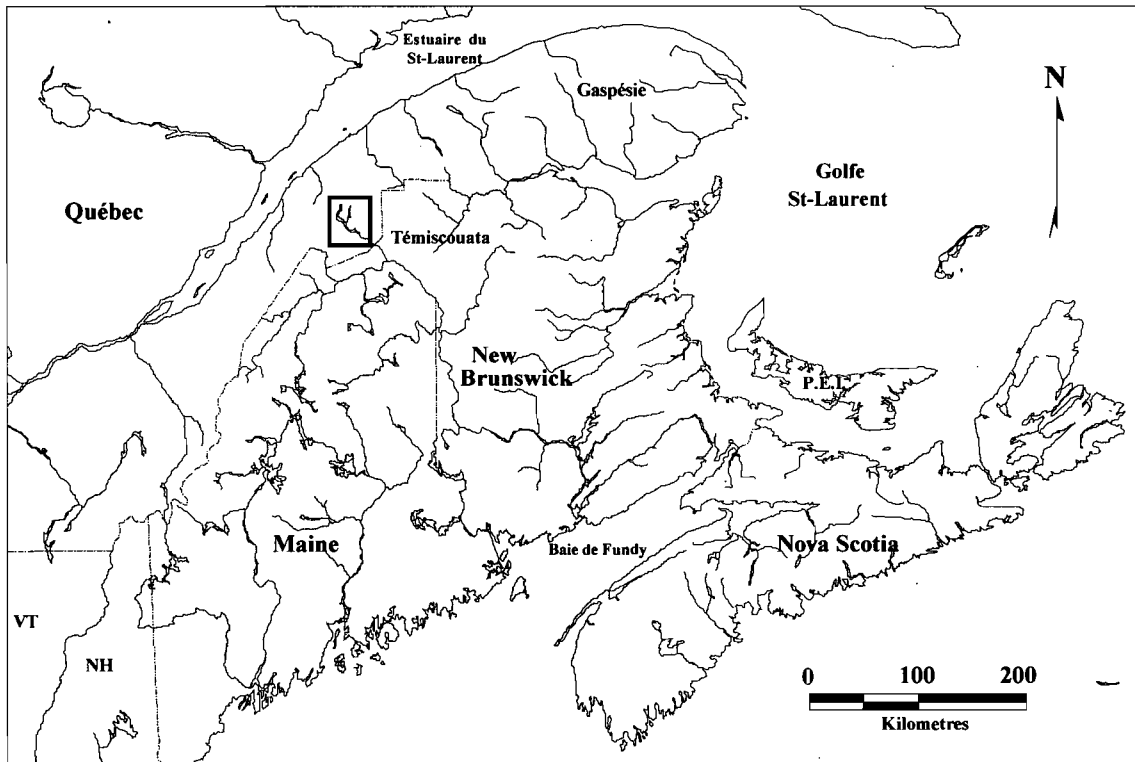 Estuaire du
St-Laurent
Gaspésie
N
Golfe
St-Laurent
Québec
Témiscouata
New
Brunswick
P.E.I.
Maine
Baie de Fundy
Nova Scotia
VT
NH
0 100 200
Kilometres